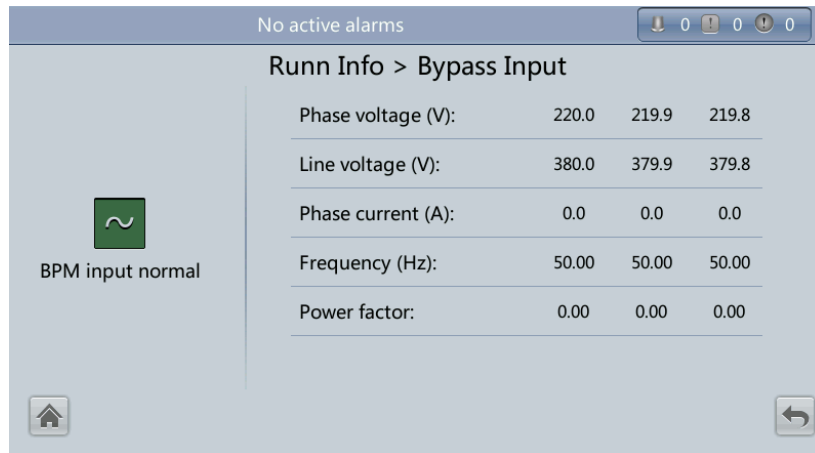 No active alarms 0 0 0
Runn Info > Bypass Input
Phase voltage (V): 220.0 219.9 219.8
Line voltage (V): 380.0 379.9 379.8
Phase current (A): 0.0 0.0 0.0
BPM input normal
Frequency (Hz): 50.00 50.00 50.00
Power factor: 0.00 0.00 0.00